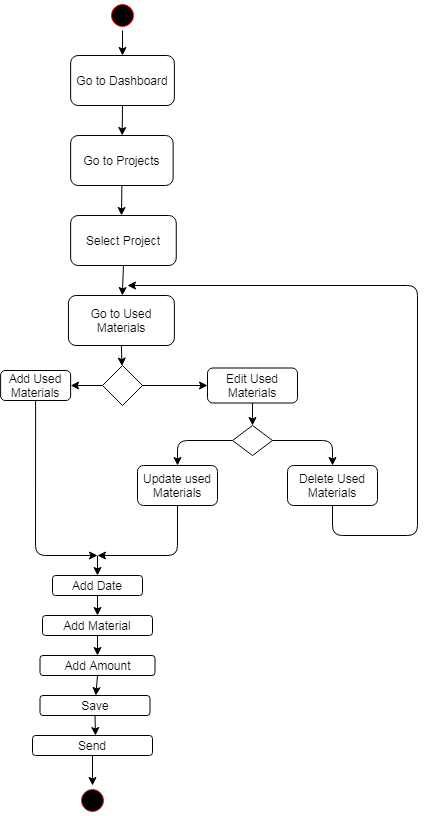 Go to Dashboard
Go to Projects
Select Project
Go to Used
Materials
Add Used
Materials
Edit Used
Materials
Update used
Materials
Delete Used
Materials
Add Date
Add Material
Add Amount
Save
Send